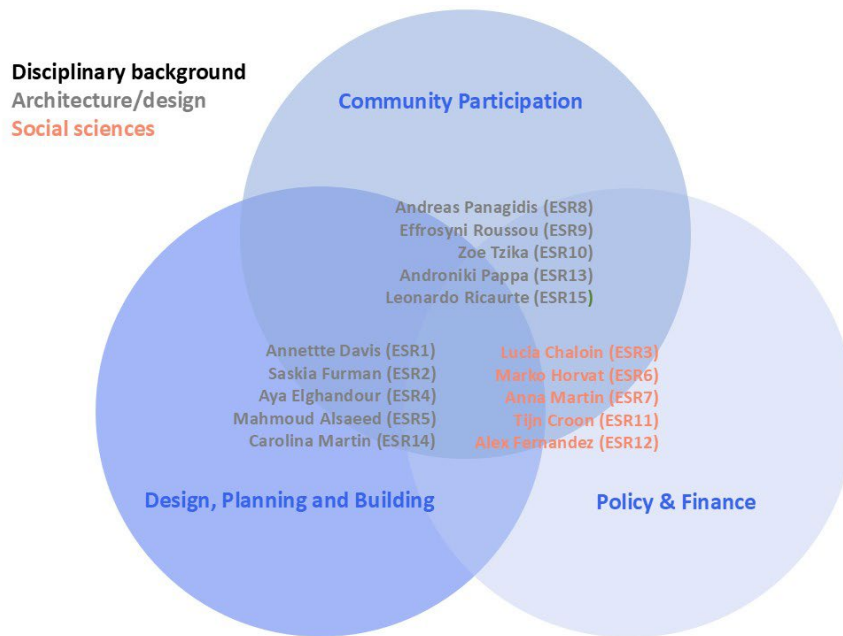 Disciplinary background
Architecture/design
Social sciences
Community Participation
Andreas Panagidis (ESR8)
Effrosyni Roussou (ESR9)
Zoe Tzika (ESR10)
Androniki Pappa (ESR13)
Leonardo Ricaurte (ESR15)
Annettte Davis (ESR1)
Saskia Furman (ESR2)
Aya Elghandour (ESR4)
Mahmoud Alsaeed (ESR5)
Carolina Martin (ESR14)
Lucia Chaloin (ESR3)
Marko Horvat (ESR6)
Anna Martin (ESR7)
Tijn Croon (ESR11)
Alex Fernandez (ESR12)
Design, Planning and Building
Policy & Finance